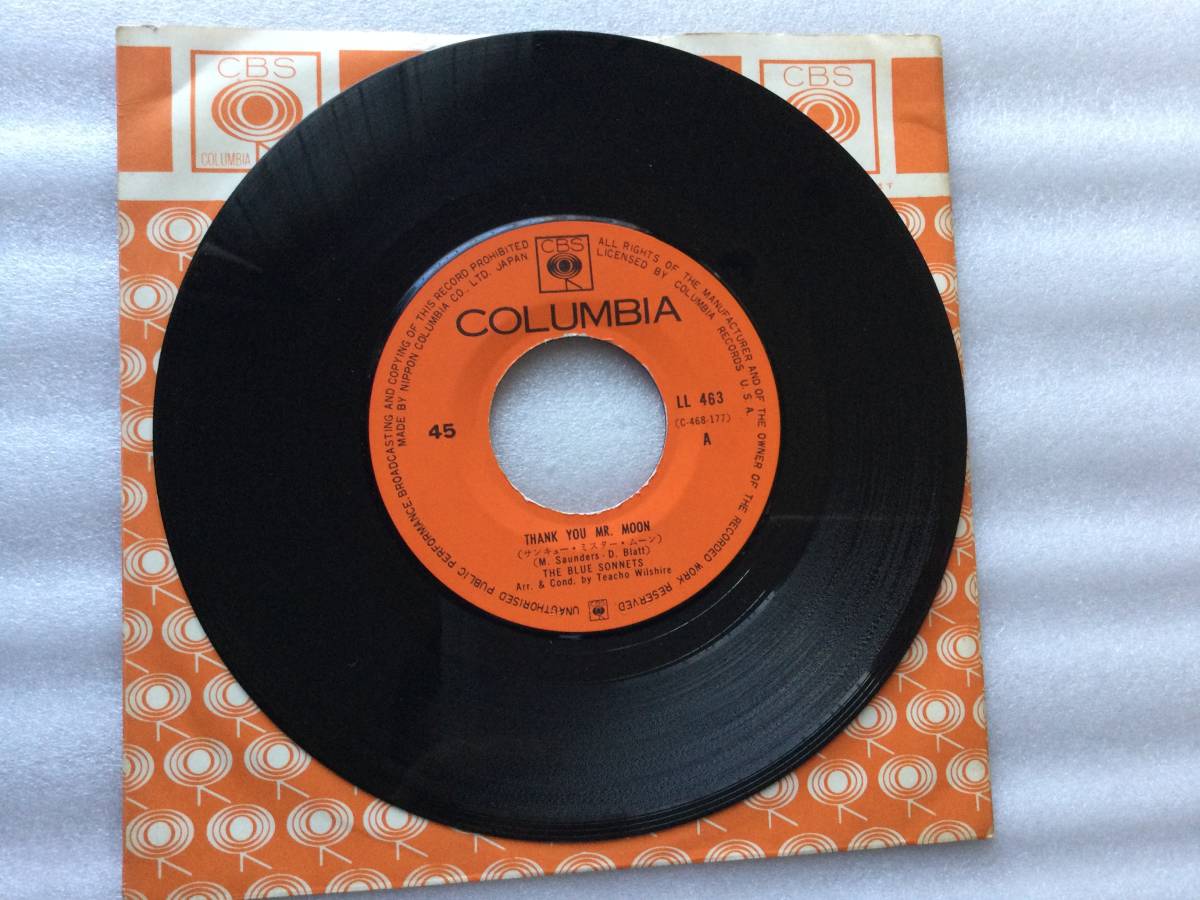 CBS
COLUMBIA
CBS
CBS
COLUMBIA
45
LL 463
(C-468-177)
A
THANK YOU MR. MOON
(サンキュー・ミスター・ムーン)
(M. Saunders - D. Blatt)
THE BLUE SONNETS
Arr. & Cond. by Teacho Wilshire
UNAUTHORISED PUBLIC PERFORMANCE, BROADCASTING AND COPYING OF THIS RECORD PROHIBITED
MADE BY NIPPON COLUMBIA CO., LTD. JAPAN
ALL RIGHTS OF THE MANUFACTURER AND OF THE OWNER OF THE RECORDED WORK RESERVED
LICENSED BY COLUMBIA RECORDS U.S.A.